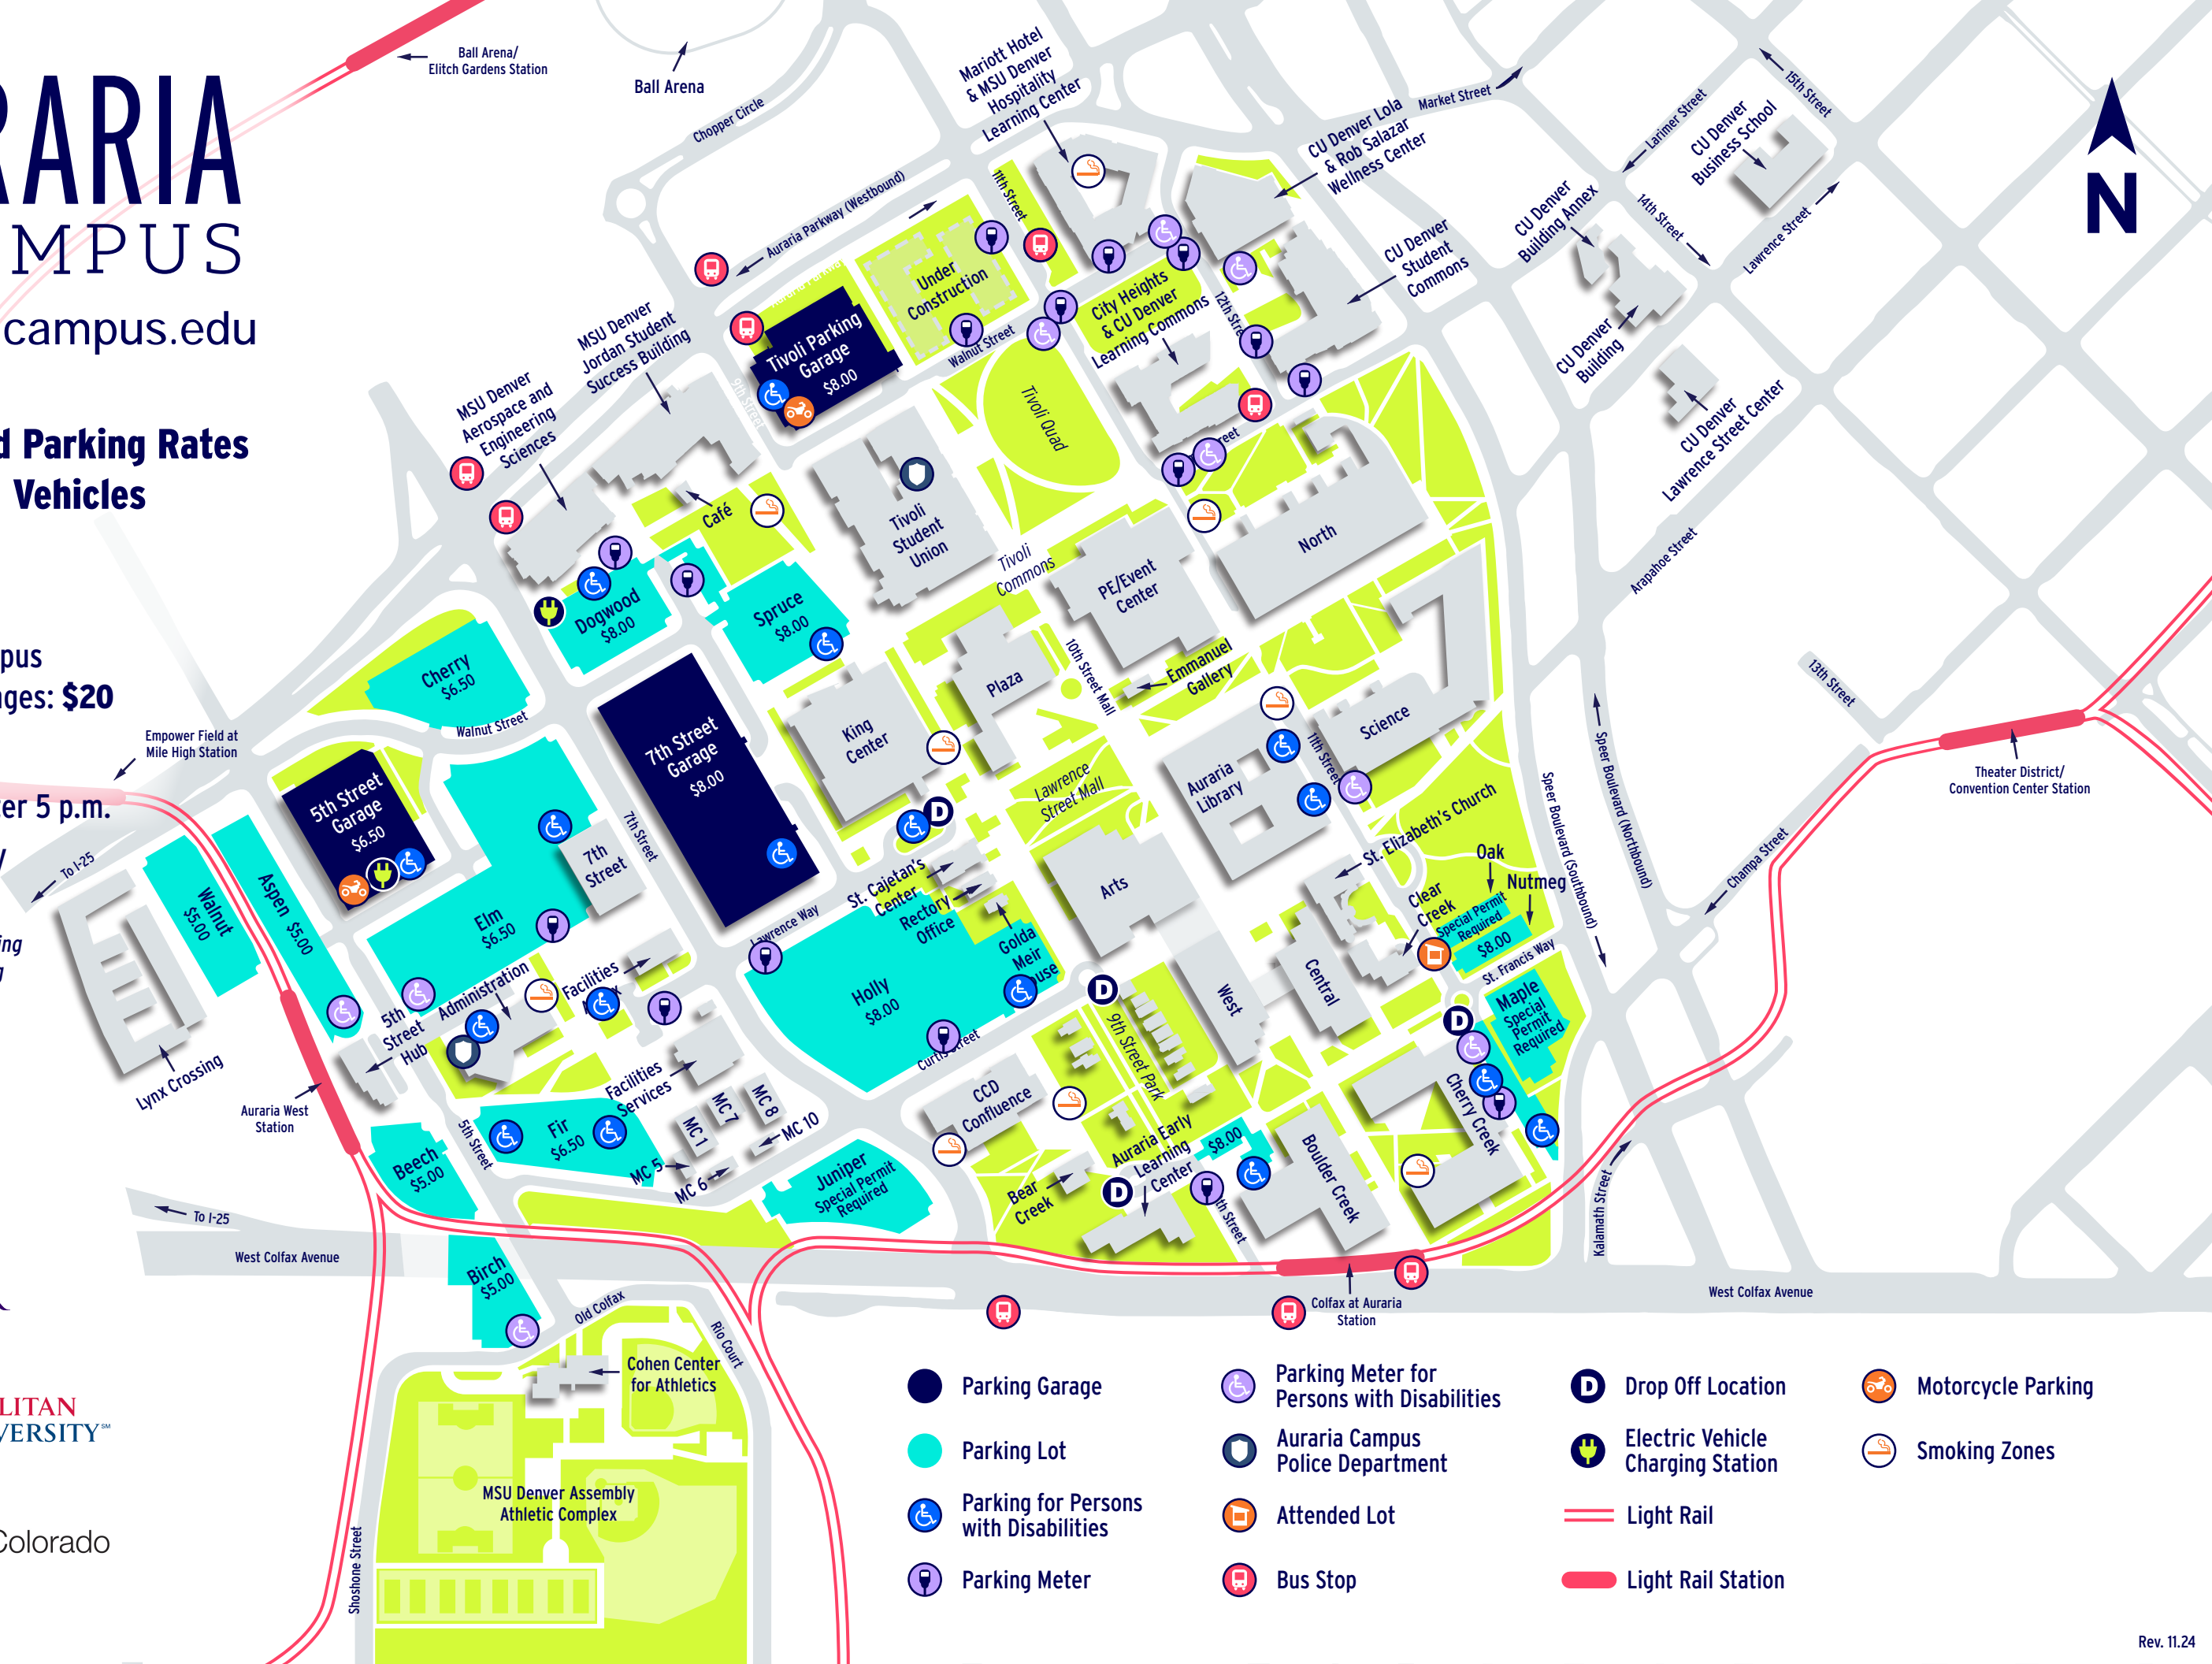 RARIA
MPUS
campus.edu
d Parking Rates
Vehicles
pus
ges: $20
er 5 p.m.
ing
LITAN
VERSITY℠
Colorado
Ball Arena/
Elitch Gardens Station
Ball Arena
Chopper Circle
Mariott Hotel
& MSU Denver
Hospitality
Learning Center
CU Denver Lola
& Rob Salazar
Wellness Center
Market Street
Larimer Street
15th Street
CU Denver
Business School
CU Denver
Building Annex
14th Street
Lawrence Street
N
CU Denver
Student
Commons
CU Denver
Building
CU Denver
Lawrence Street Center
Arapahoe Street
Auraria Parkway (Westbound)
11th Street
Under
Construction
Walnut Street
City Heights
& CU Denver
Learning Commons
12th Stre
Tivoli Parking
Garage
$8.00
9th Street
MSU Denver
Jordan Student
Success Building
MSU Denver
Aerospace and
Engineering
Sciences
Café
Tivoli
Student
Union
Tivoli Quad
Tivoli
Commons
North
PE/Event
Center
Emmanuel
Gallery
10th Street Mall
Plaza
King
Center
Dogwood
$8.00
Spruce
$8.00
Cherry
$6.50
Walnut Street
Empower Field at
Mile High Station
7th Street
Garage
$8.00
5th Street
Garage
$6.50
To I-25
Walnut
$5.00
Aspen $5.00
Elm
$6.50
7th
Street
7th Street
Lawrence
Street Mall
Auraria
Library
11th Street
Science
St. Elizabeth's Church
Oak
Nutmeg
Clear
Creek
Special Permit
Required
$8.00
St. Francis Way
Speer Boulevard (Southbound)
Speer Boulevard (Northbound)
13th Street
Champa Street
Theater District/
Convention Center Station
Arts
St. Cajetan's
Center
Rectory
Office
Golda
Meir
ouse
Lawrence Way
Holly
$8.00
Curtis Street
West
Central
Maple
Special
Permit
Required
9th Street Park
Facilities
Administration
5th
Street
Hub
Lynx Crossing
Auraria West
Station
Facilities
Services
MC 1
MC 7
MC 8
MC 10
MC 5
MC 6
Fir
$6.50
5th Street
Beech
$5.00
Juniper
Special Permit
Required
CCD
Confluence
Bear
Creek
Auraria Early
Learning
Center
$8.00
Boulder Creek
Cherry Creek
Kalamath Street
To I-25
West Colfax Avenue
Birch
$5.00
Old Colfax
Rio Court
Colfax at Auraria
Station
West Colfax Avenue
Cohen Center
for Athletics
MSU Denver Assembly
Athletic Complex
Shoshone Street
Parking Garage
Parking Lot
Parking for Persons
with Disabilities
Parking Meter
Parking Meter for
Persons with Disabilities
Auraria Campus
Police Department
Attended Lot
Bus Stop
D Drop Off Location
Electric Vehicle
Charging Station
Light Rail
Light Rail Station
Motorcycle Parking
Smoking Zones
Rev. 11.24